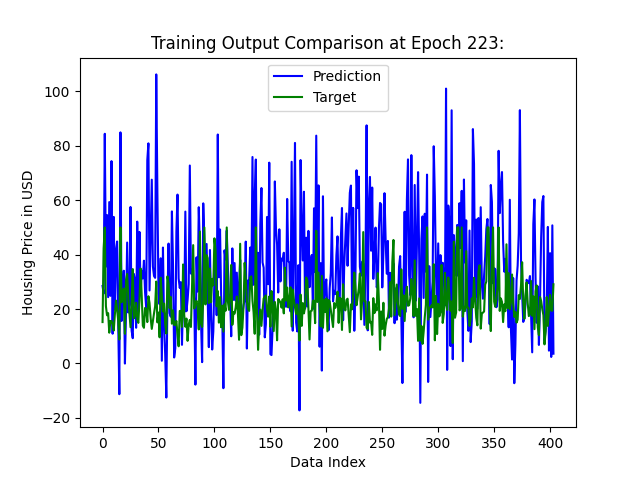 Training Output Comparison at Epoch 223:
Prediction
Target
Housing Price in USD
100
80
60
40
20
0
−20
0 50 100 150 200 250 300 350 400
Data Index